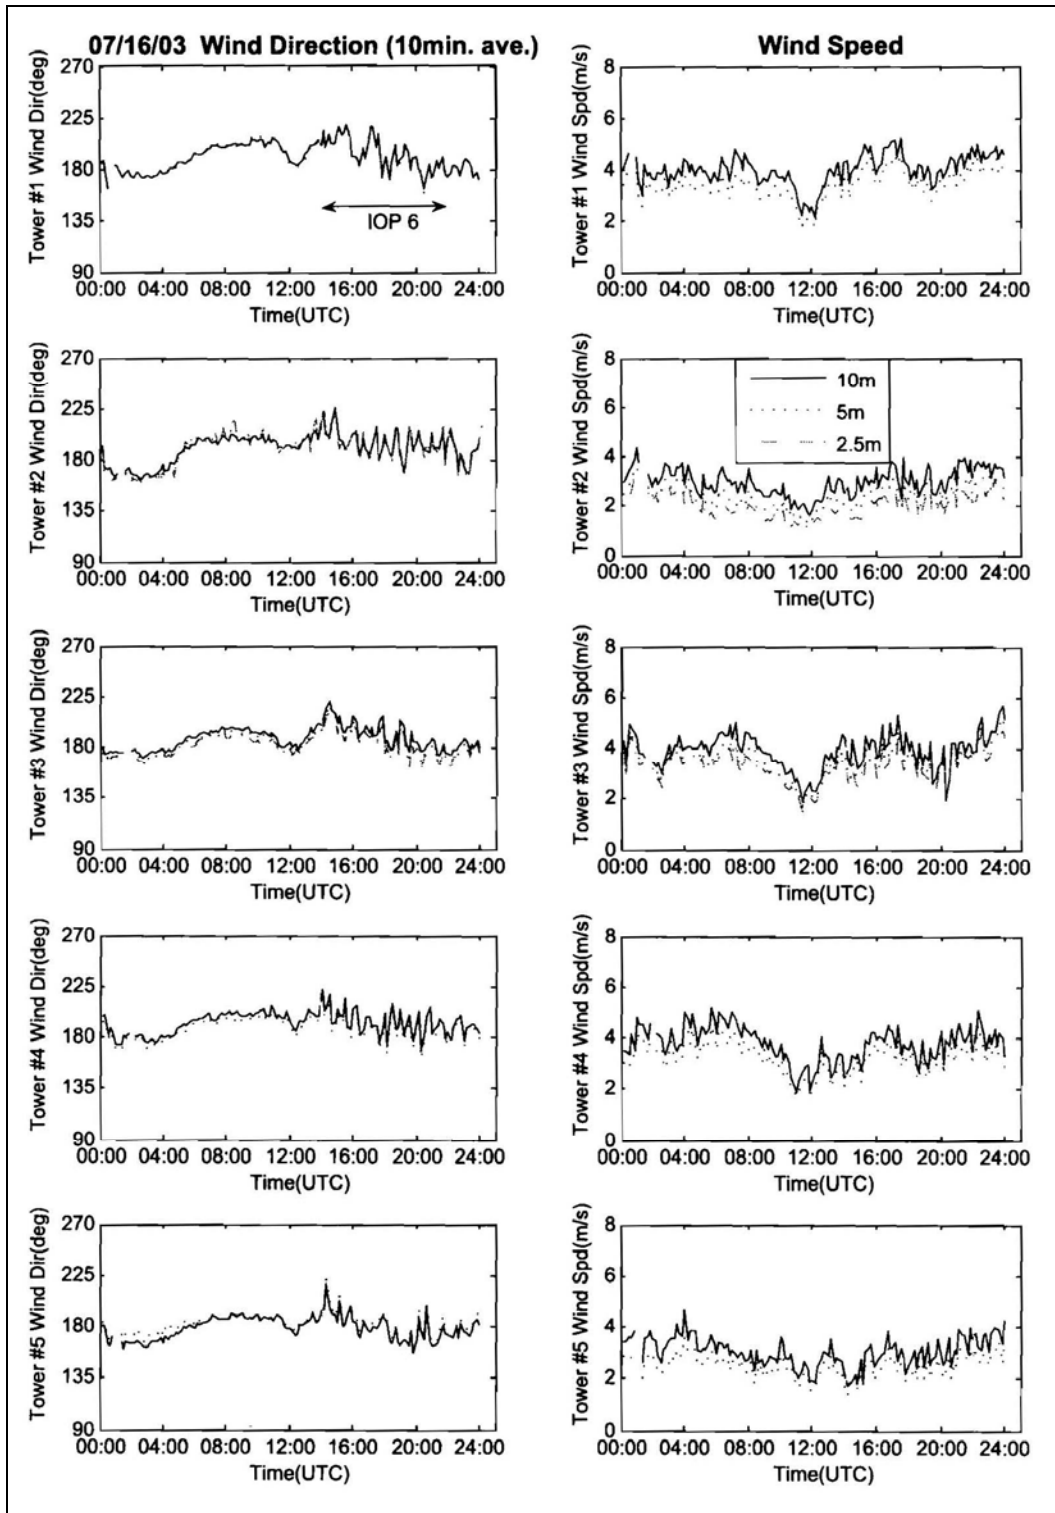 07/16/03 Wind Direction (10min. ave.)
Wind Speed
Tower #1 Wind Dir(deg)
270
225
180
135
90
IOP 6
00:00 04:00 08:00 12:00 16:00 20:00 24:00
Time(UTC)
Tower #1 Wind Spd(m/s)
8
6
4
2
0
00:00 04:00 08:00 12:00 16:00 20:00 24:00
Time(UTC)
Tower #2 Wind Dir(deg)
270
225
180
135
90
00:00 04:00 08:00 12:00 16:00 20:00 24:00
Time(UTC)
Tower #2 Wind Spd(m/s)
8
6
4
2
0
10m
5m
2.5m
00:00 04:00 08:00 12:00 16:00 20:00 24:00
Time(UTC)
Tower #3 Wind Dir(deg)
270
225
180
135
90
00:00 04:00 08:00 12:00 16:00 20:00 24:00
Time(UTC)
Tower #3 Wind Spd(m/s)
8
6
4
2
0
00:00 04:00 08:00 12:00 16:00 20:00 24:00
Time(UTC)
Tower #4 Wind Dir(deg)
270
225
180
135
90
00:00 04:00 08:00 12:00 16:00 20:00 24:00
Time(UTC)
Tower #4 Wind Spd(m/s)
8
6
4
2
0
00:00 04:00 08:00 12:00 16:00 20:00 24:00
Time(UTC)
Tower #5 Wind Dir(deg)
270
225
180
135
90
00:00 04:00 08:00 12:00 16:00 20:00 24:00
Time(UTC)
Tower #5 Wind Spd(m/s)
8
6
4
2
0
00:00 04:00 08:00 12:00 16:00 20:00 24:00
Time(UTC)